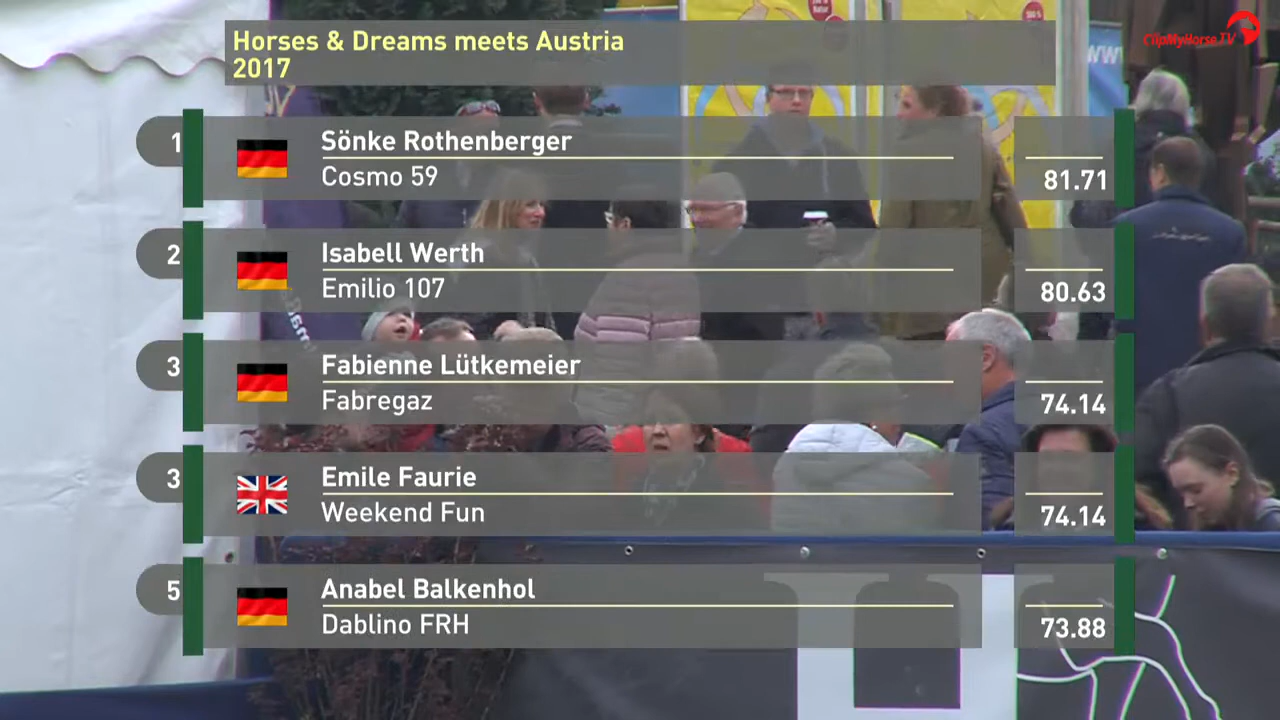 Horses & Dreams meets Austria
2017
ClipMyHorse.TV
www
1
Sönke Rothenberger
Cosmo 59
81.71
2
Isabell Werth
Emilio 107
80.63
3
Fabienne Lütkemeier
Fabregaz
74.14
3
Emile Faurie
Weekend Fun
74.14
5
Anabel Balkenhol
Dablino FRH
73.88